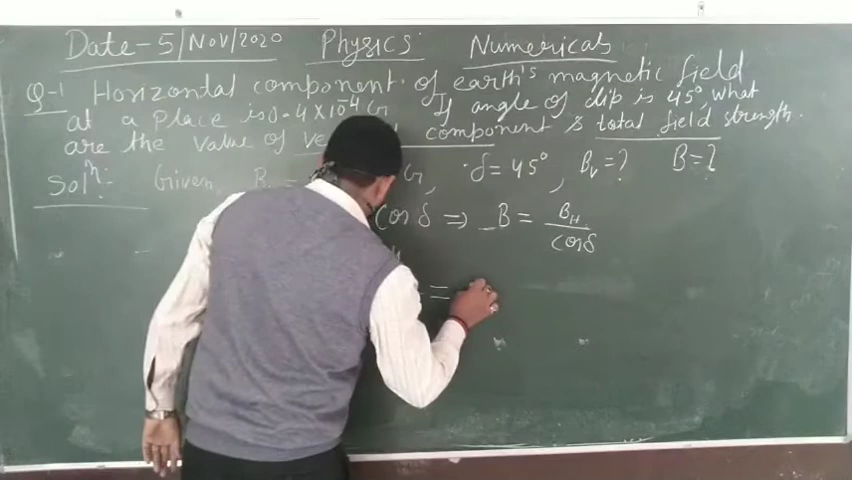 Date-5/Nov/2020 Physics Numericals
Q-1 Horizontal component of earth's magnetic field
at a place is 0.4×10⁻⁴ G. If angle of dip is 45°, what
are the value of component & total field strength.
Solⁿ:- Given, B = G, δ=45°, Bᵥ=? B=?
cos δ ⇒ B = B_H / cosδ
=